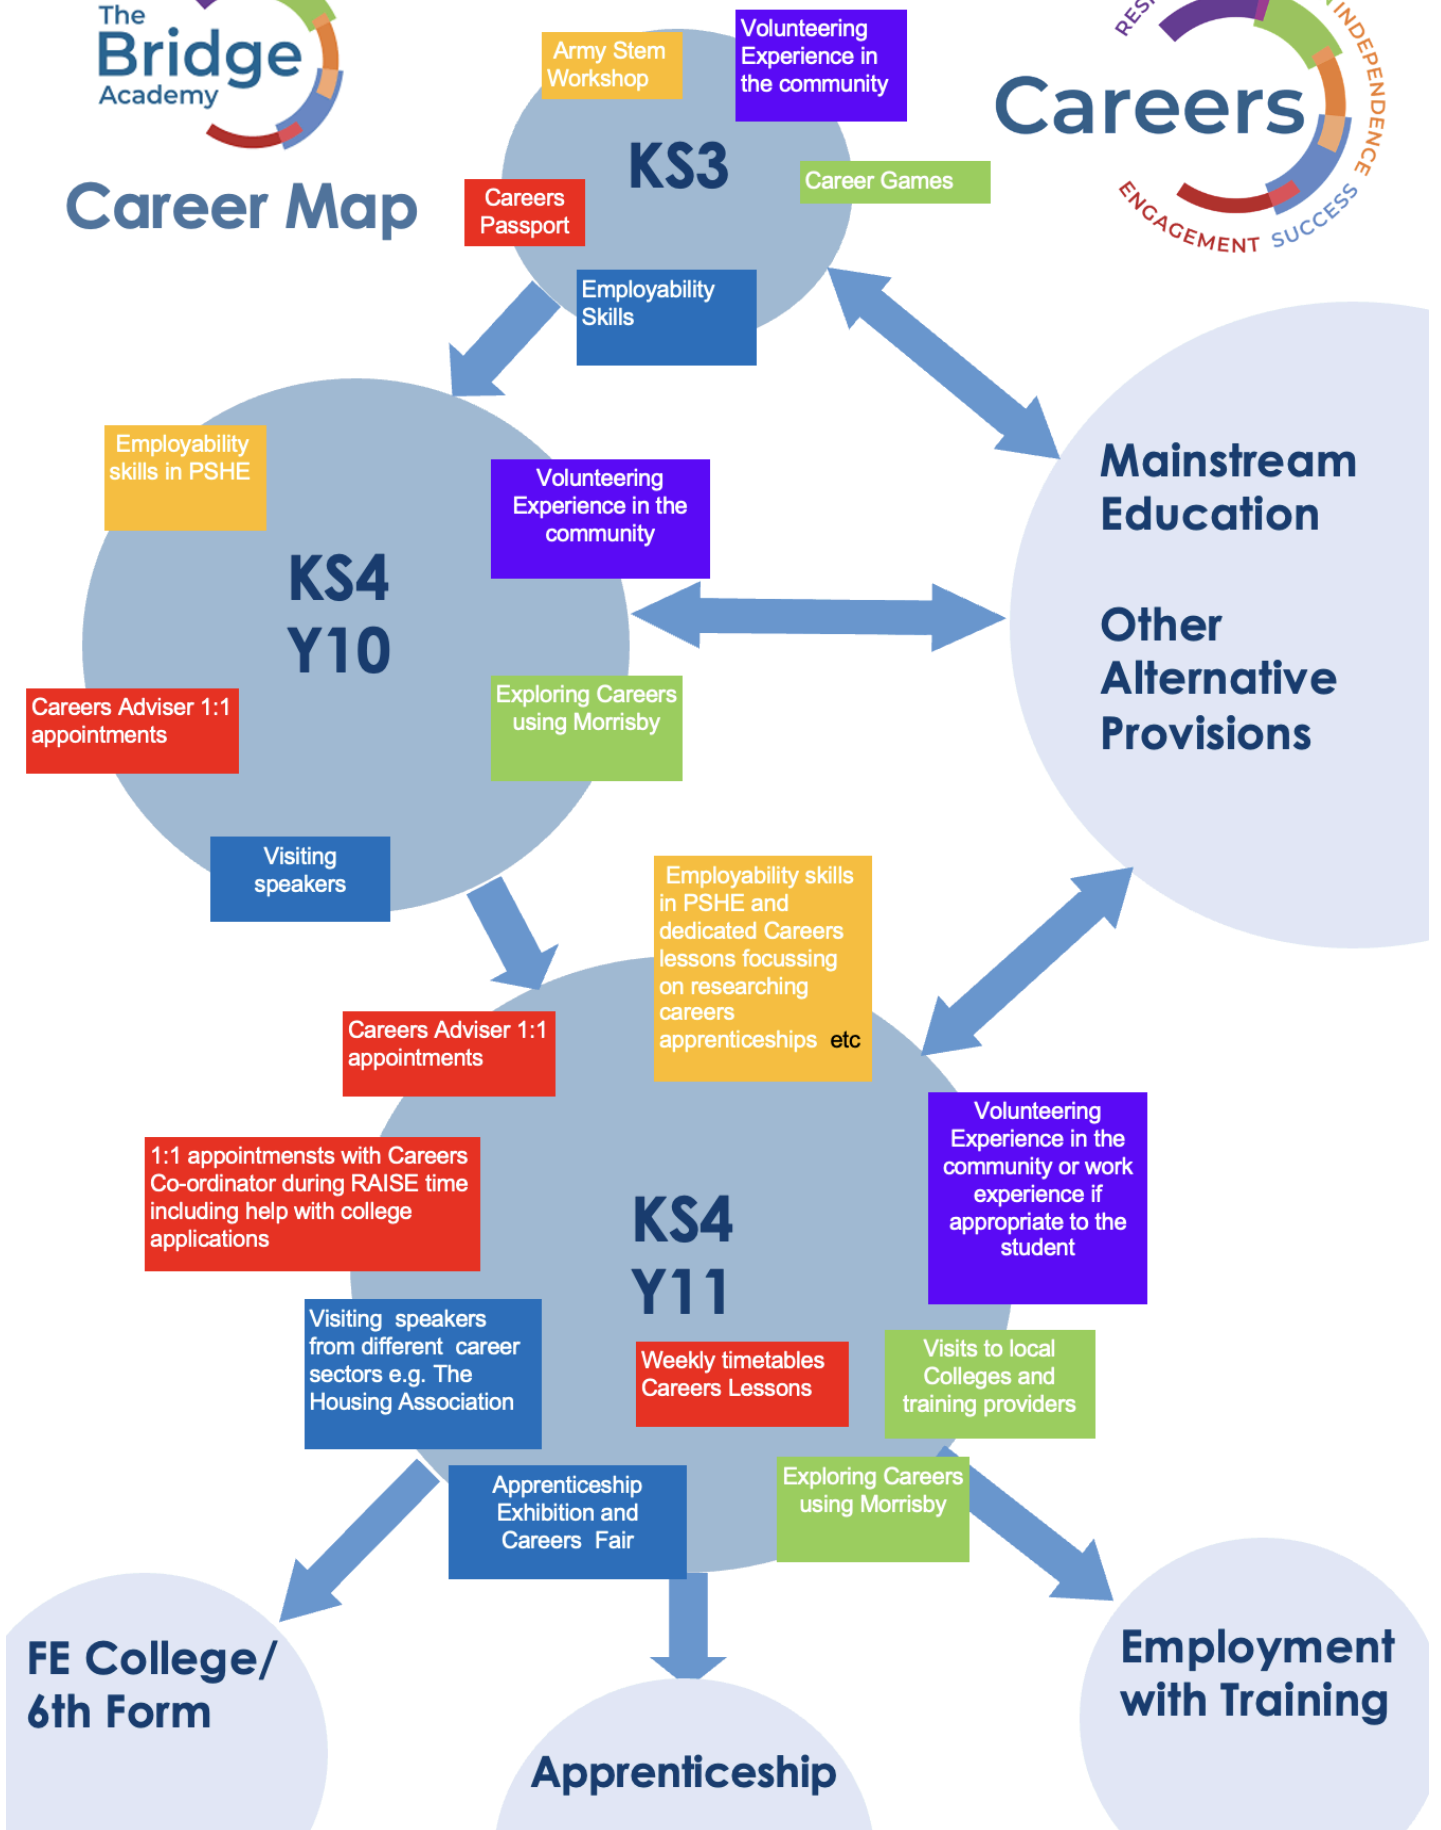 The
Bridge
Academy
Career Map
Careers
INDEPENDENCE
SUCCESS
ENGAGEMENT
Army Stem
Workshop
Volunteering
Experience in
the community
KS3
Careers
Passport
Career Games
Employability
Skills
Mainstream
Education
Other
Alternative
Provisions
Employability
skills in PSHE
Volunteering
Experience in the
community
KS4
Y10
Careers Adviser 1:1
appointments
Exploring Careers
using Morrisby
Visiting
speakers
Employability skills
in PSHE and
dedicated Careers
lessons focussing
on researching
careers
apprenticeships  etc
Careers Adviser 1:1
appointments
1:1 appointmensts with Careers
Co-ordinator during RAISE time
including help with college
applications
Volunteering
Experience in the
community or work
experience if
appropriate to the
student
KS4
Y11
Visiting  speakers
from different  career
sectors e.g. The
Housing Association
Weekly timetables
Careers Lessons
Visits to local
Colleges and
training providers
Apprenticeship
Exhibition and
Careers  Fair
Exploring Careers
using Morrisby
FE College/
6th Form
Apprenticeship
Employment
with Training